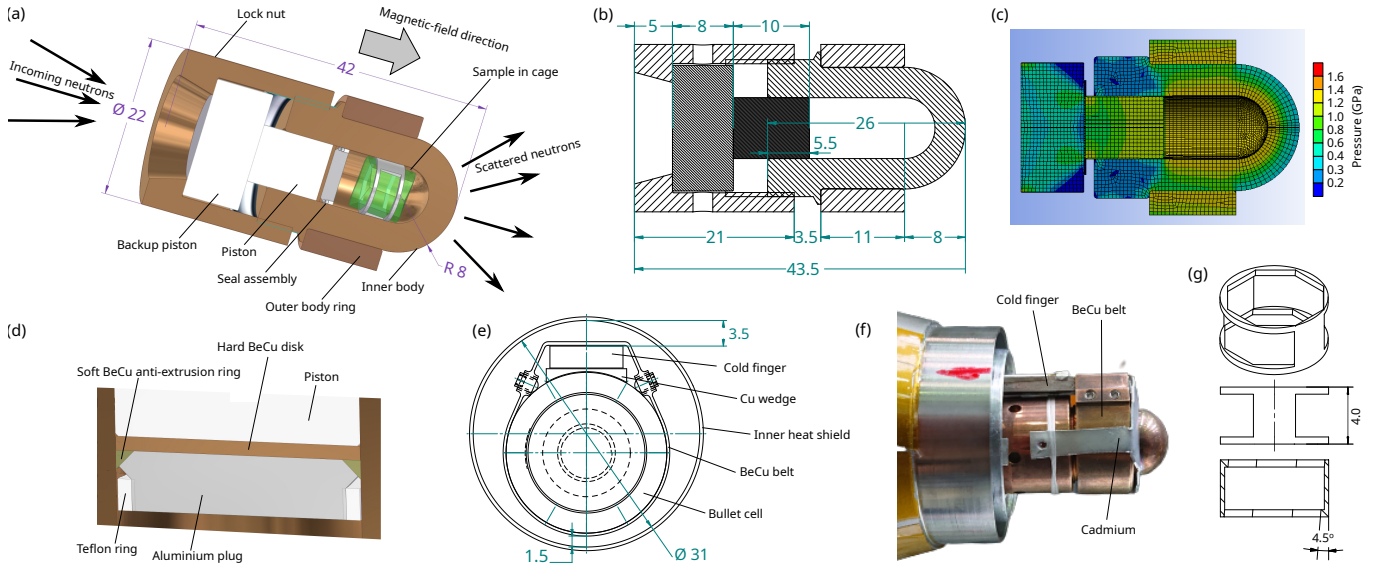 (a)
Lock nut
Magnetic-field direction
42
Sample in cage
Incoming neutrons
Ø 22
Scattered neutrons
Backup piston
Piston
Seal assembly
Outer body ring
Inner body
R 8
(b)
5
8
10
26
5.5
21
3.5
11
8
43.5
(c)
1.6
1.4
1.2
1.0
0.8
0.6
0.4
0.2
Pressure (GPa)
(d)
Hard BeCu disk
Soft BeCu anti-extrusion ring
Piston
Teflon ring
Aluminium plug
(e)
3.5
Cold finger
Cu wedge
Inner heat shield
BeCu belt
Bullet cell
1.5
Ø 31
(f)
Cold finger
BeCu belt
Cadmium
(g)
4.0
4.5°